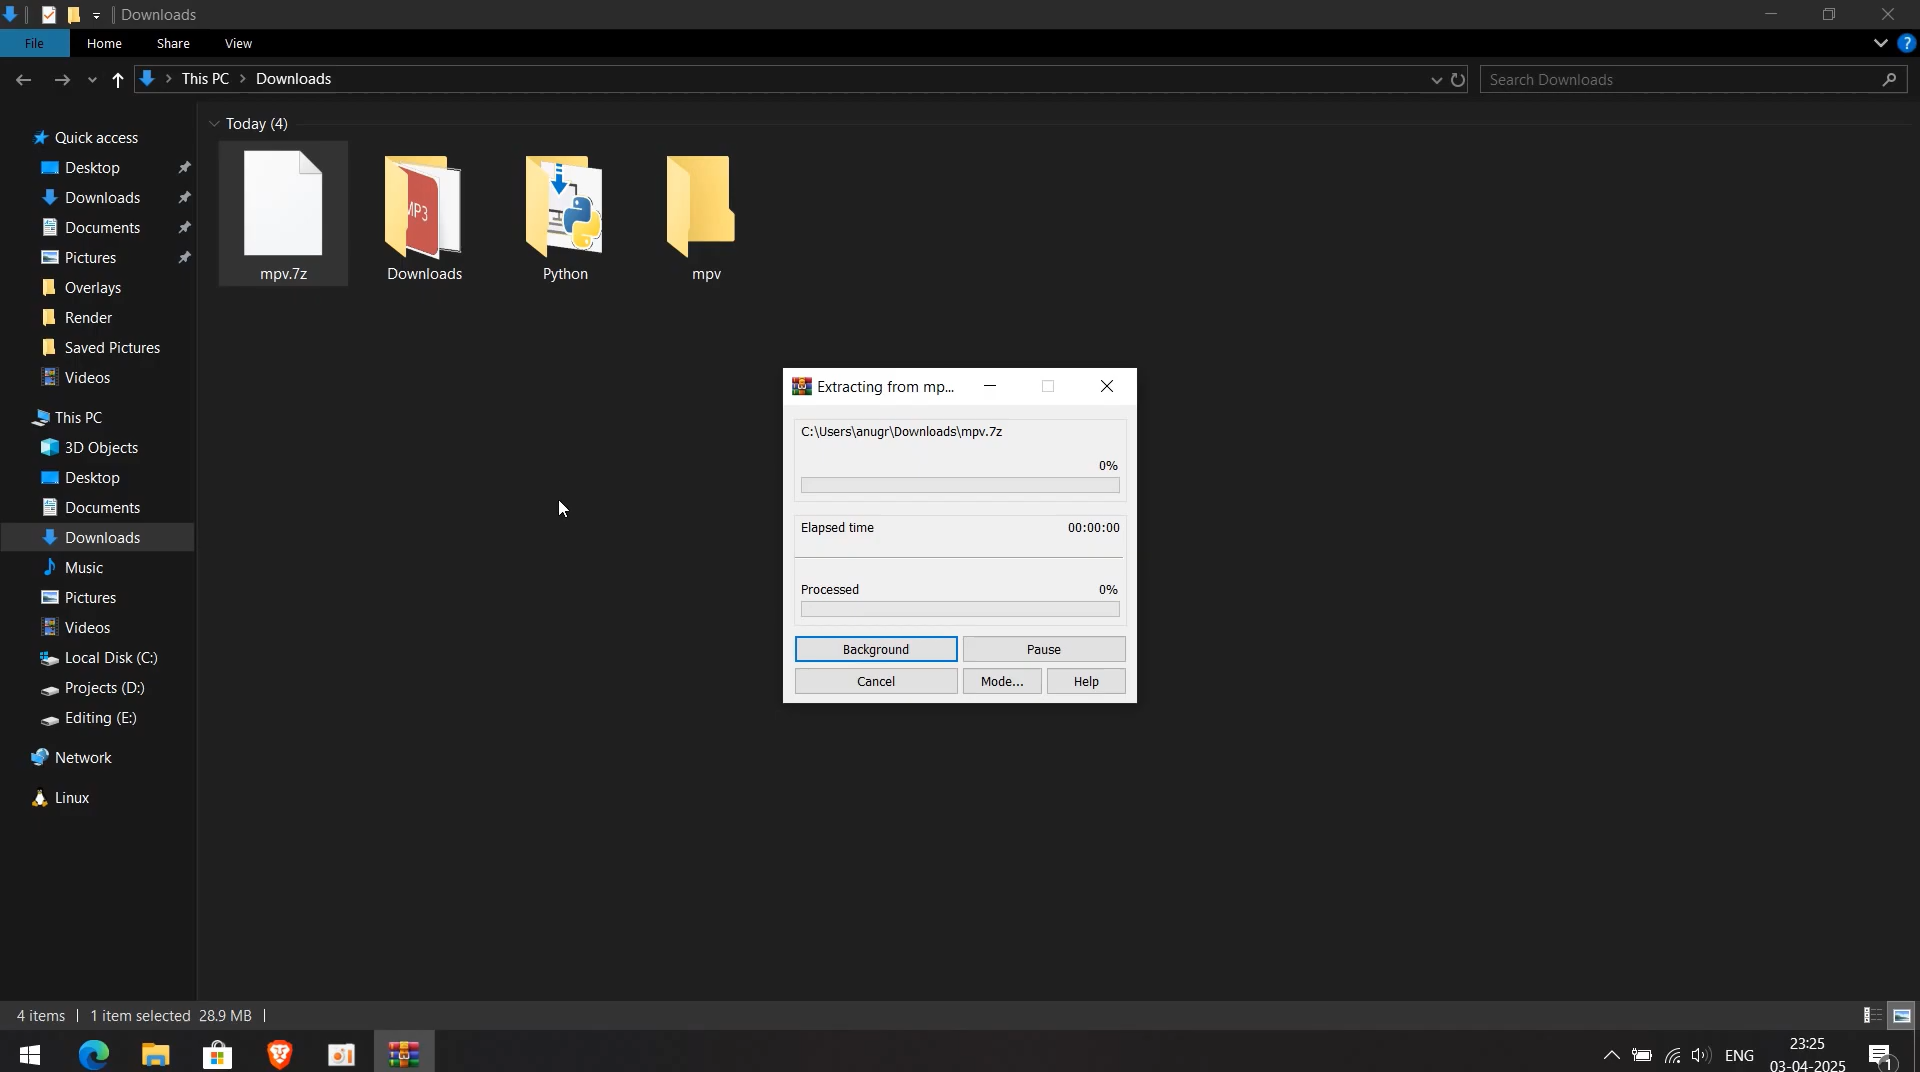 Downloads
File Home Share View
This PC > Downloads
Search Downloads
Today (4)
mpv.7z
Downloads
Python
mpv
MP3
Quick access
Desktop
Downloads
Documents
Pictures
Overlays
Render
Saved Pictures
Videos
This PC
3D Objects
Desktop
Documents
Downloads
Music
Pictures
Videos
Local Disk (C:)
Projects (D:)
Editing (E:)
Network
Linux
Extracting from mp...
C:\Users\anugr\Downloads\mpv.7z
0%
Elapsed time 00:00:00
Processed 0%
Background Pause
Cancel Mode... Help
4 items 1 item selected 28.9 MB
ENG
23:25
03-04-2025
1